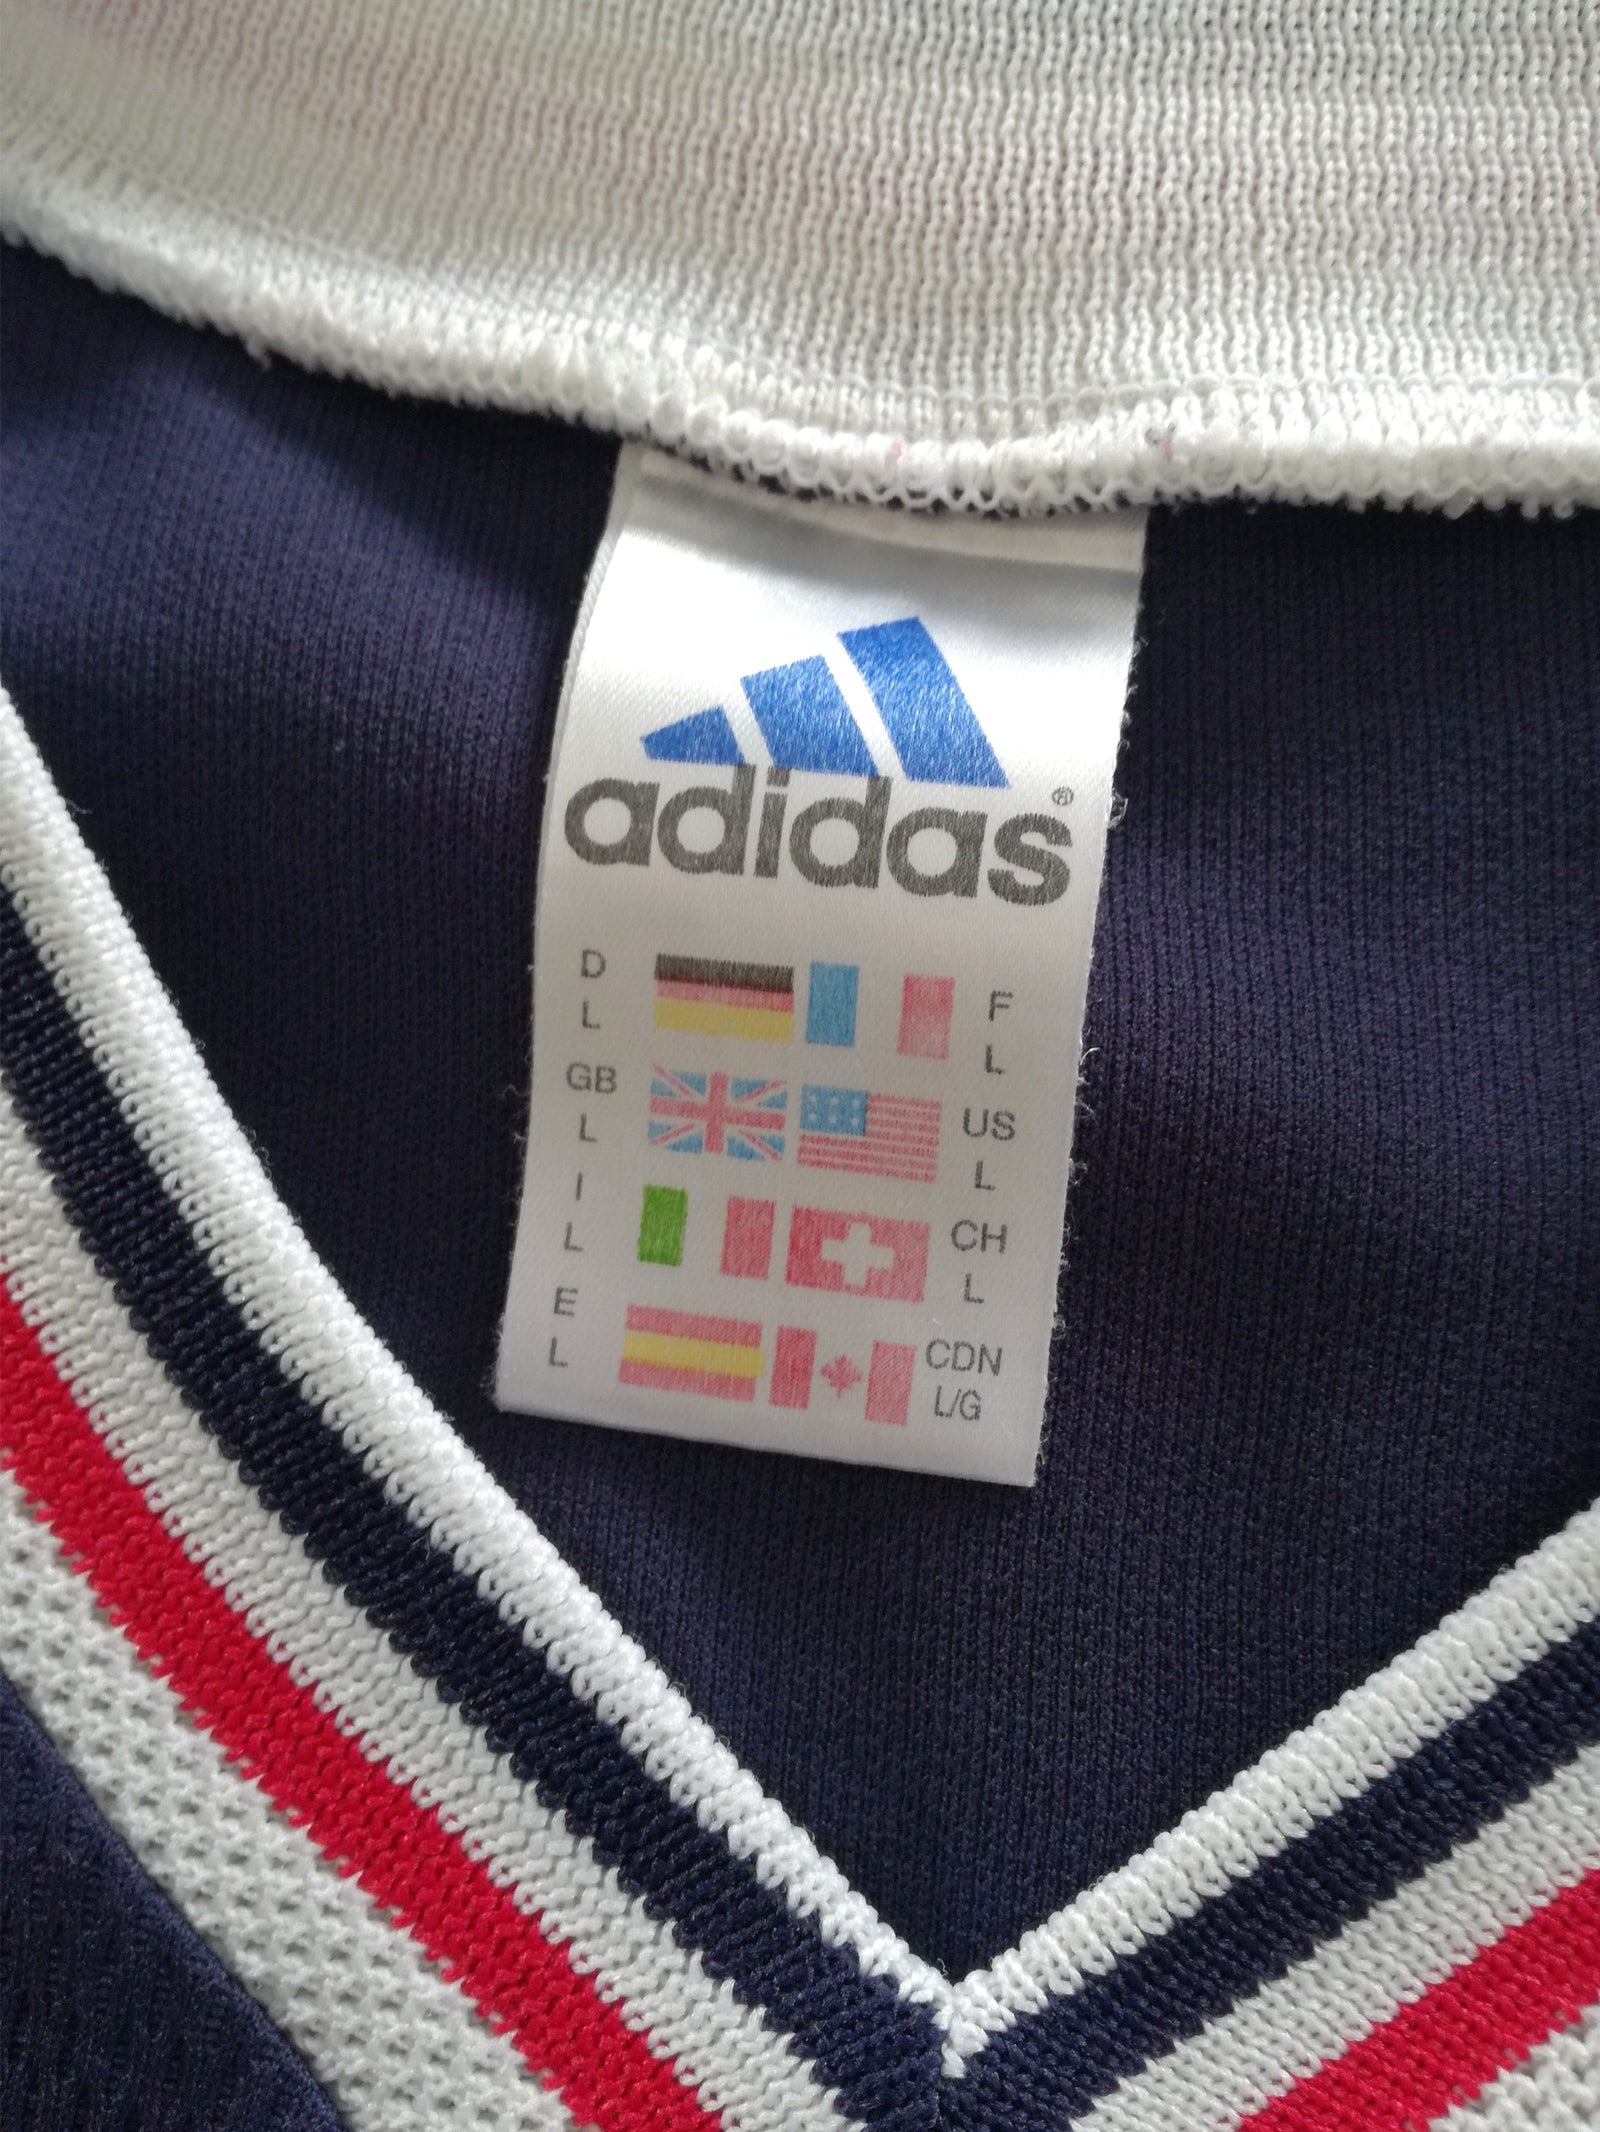 adidas®
D F
L L
GB US
L L
I CH
L L
E CDN
L L/G